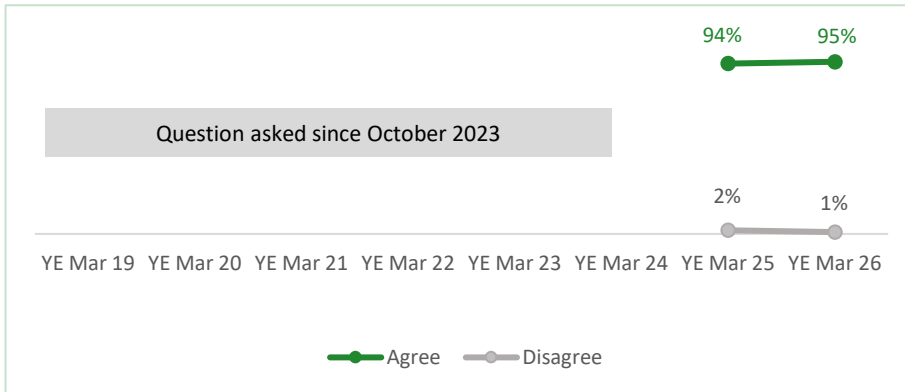 94% 95%
Question asked since October 2023
2% 1%
YE Mar 19 YE Mar 20 YE Mar 21 YE Mar 22 YE Mar 23 YE Mar 24 YE Mar 25 YE Mar 26
Agree Disagree